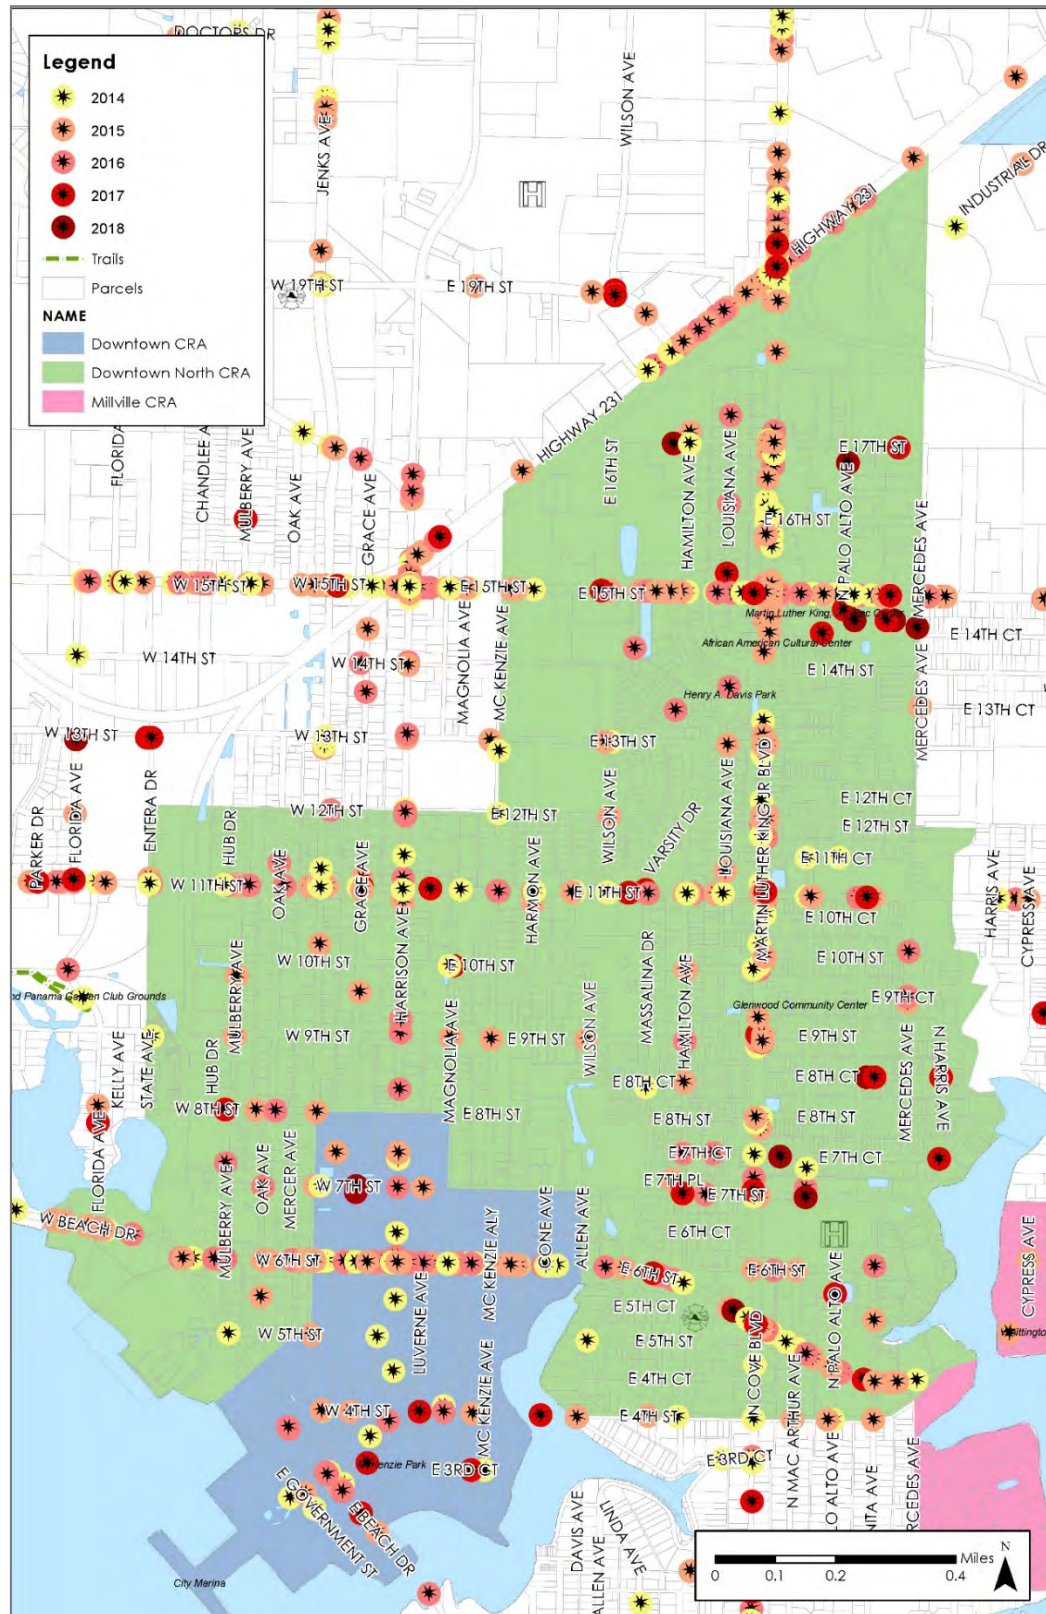 DOCTORS DR
Legend
2014
2015
2016
2017
2018
Trails
Parcels
NAME
Downtown CRA
Downtown North CRA
Millville CRA
JENKS AVE
WILSON AVE
H
INDUSTRIAL DR
HIGHWAY 231
W 19TH ST
E 19TH ST
HIGHWAY 231
FLORIDA
CHANDLEE A
MULBERRY AVE
OAK AVE
GRACE AVE
E 16TH ST
HAMILTON AVE
LOUISIANA AVE
E 17TH ST
N PALO ALTO AVE
E 16TH ST
MERCEDES AVE
W 15TH ST
W 15TH ST
E 15TH ST
E 15TH ST
Martin Luther King,
African American Cultural Center
E 14TH CT
W 14TH ST
W 14TH ST
MAGNOLIA AVE
MC KENZIE AVE
E 14TH ST
Henry A. Davis Park
MERCEDES AVE
E 13TH CT
W 13TH ST
W 13TH ST
E 13TH ST
FLORIDA AVE
PARKER DR
ENTERA DR
HUB DR
W 12TH ST
E 12TH ST
WILSON AVE
VARSITY DR
LOUISIANA AVE
MARTIN LUTHER KING JR BLVD
E 12TH CT
E 12TH ST
E 11TH CT
W 11TH ST
OAK AVE
GRACE AVE
HARRISON AVE
HARMON AVE
E 11TH ST
E 10TH CT
HARRIS AVE
CYPRESS AVE
W 10TH ST
E 10TH ST
MASSALINA DR
HAMILTON AVE
E 10TH ST
nd Panama Garden Club Grounds
MULBERRY AVE
Glenwood Community Center
E 9TH CT
KELLY AVE
STATE AVE
HUB DR
W 9TH ST
MAGNOLIA AVE
E 9TH ST
WILSON AVE
E 9TH ST
MERCEDES AVE
N HARRIS AVE
E 8TH CT
E 8TH CT
FLORIDA AVE
W 8TH ST
E 8TH ST
E 8TH ST
E 8TH ST
MULBERRY AVE
OAK AVE
MERCER AVE
E 7TH CT
E 7TH CT
W 7TH ST
E 7TH PL
E 7TH ST
W BEACH DR
MC KENZIE ALY
CONE AVE
ALLEN AVE
E 6TH CT
H
W 6TH ST
E 6TH ST
E 6TH ST
CYPRESS AVE
LUVERNE AVE
E 5TH CT
N PALO ALTO AVE
W 5TH ST
E 5TH ST
N COVE BLVD
MC KENZIE AVE
E 4TH CT
N MAC ARTHUR AVE
W 4TH ST
E 4TH ST
MERCEDES AVE
E 3RD CT
E 3RD CT
E GOVERNMENT ST
E BEACH DR
DAVIS AVE
ALLEN AVE
LINDA AVE
City Marina
Miles
N
0 0.1 0.2 0.4